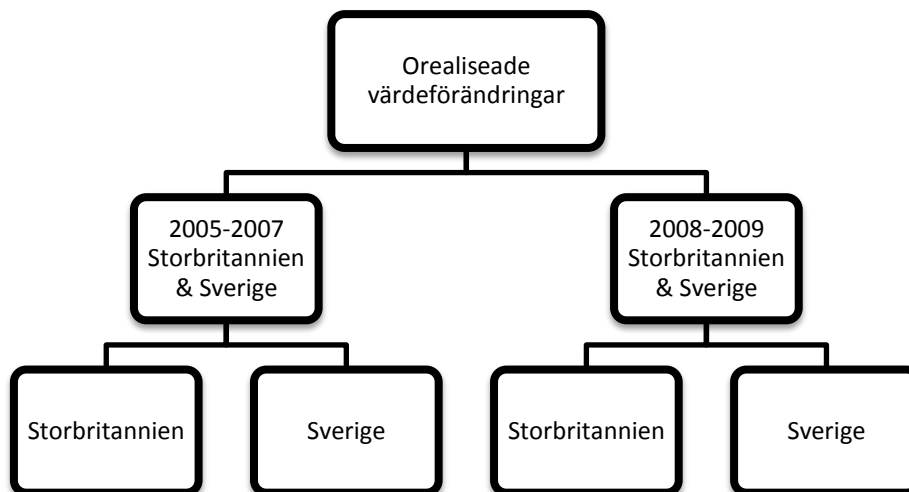 Orealiseade
värdeförändringar
2005-2007
Storbritannien
& Sverige
2008-2009
Storbritannien
& Sverige
Storbritannien
Sverige
Storbritannien
Sverige